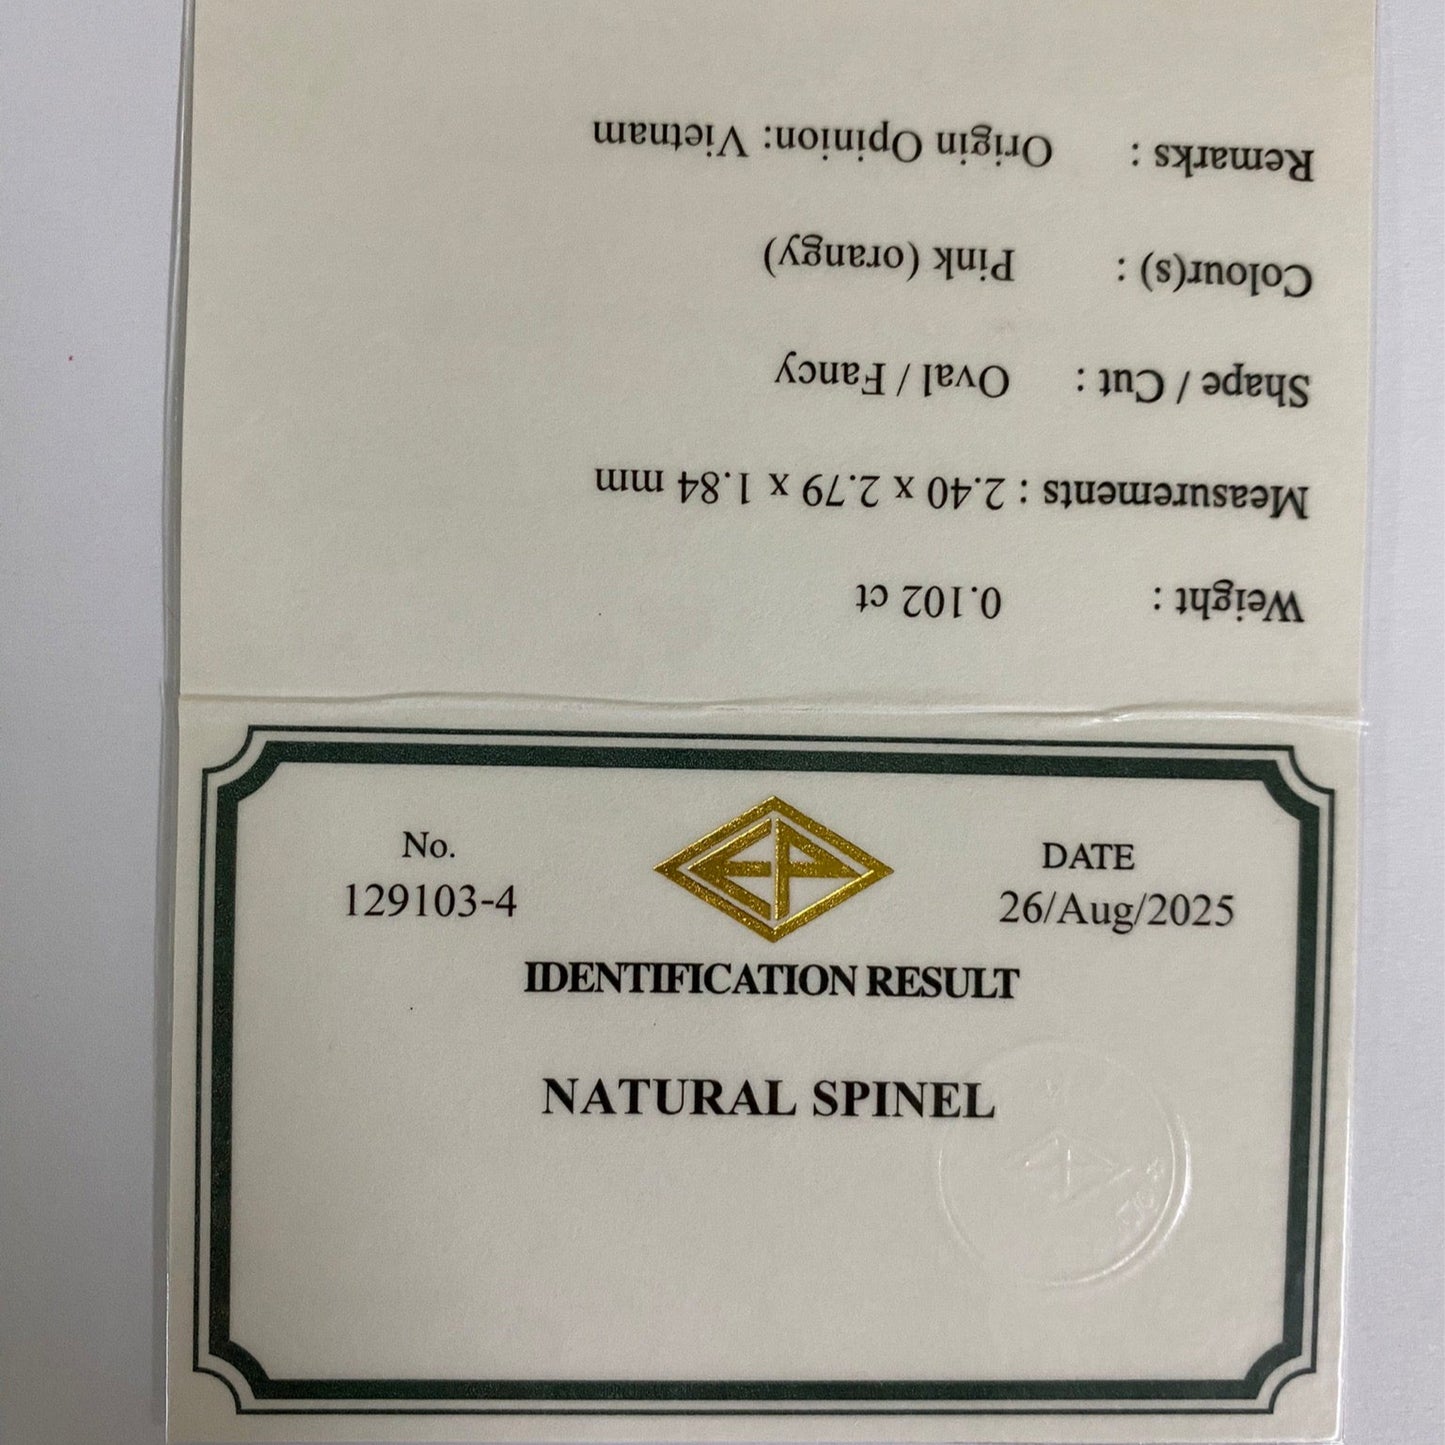 No.
129103-4
EP
DATE
26/Aug/2025
IDENTIFICATION RESULT
NATURAL SPINEL
Weight : 0.102 ct
Measurements : 2.40 x 2.79 x 1.84 mm
Shape / Cut : Oval / Fancy
Colour(s) : Pink (orangy)
Remarks : Origin Opinion: Vietnam